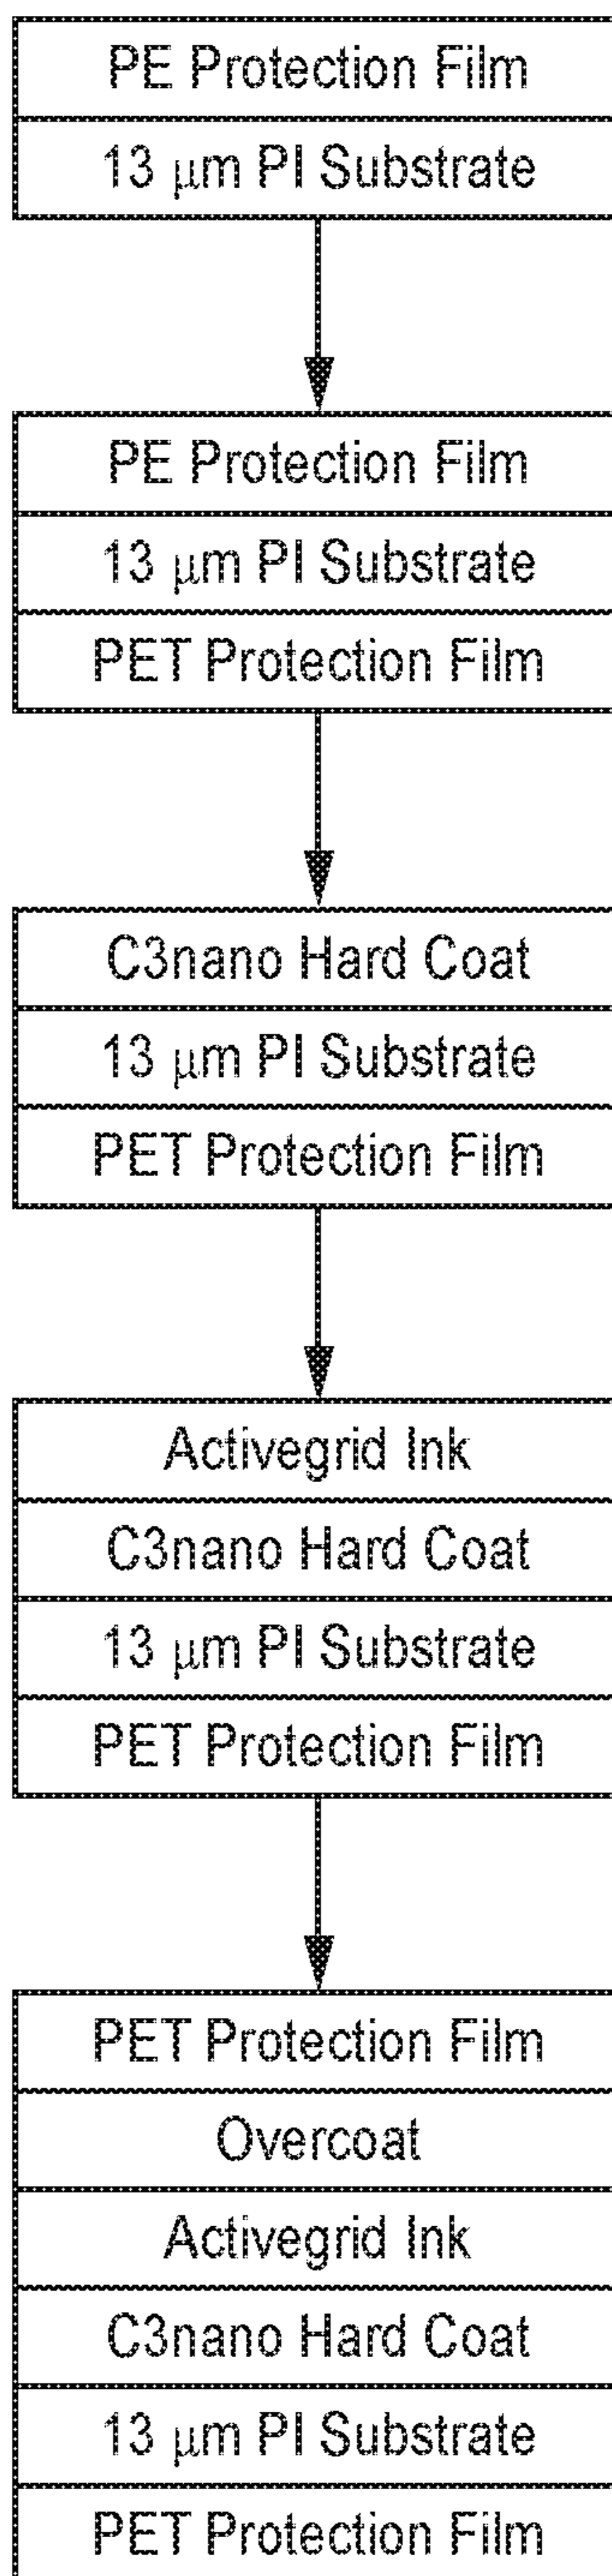 PE Protection Film
13 μm PI Substrate
PE Protection Film
13 μm PI Substrate
PET Protection Film
C3nano Hard Coat
13 μm PI Substrate
PET Protection Film
Activegrid Ink
C3nano Hard Coat
13 μm PI Substrate
PET Protection Film
PET Protection Film
Overcoat
Activegrid Ink
C3nano Hard Coat
13 μm PI Substrate
PET Protection Film